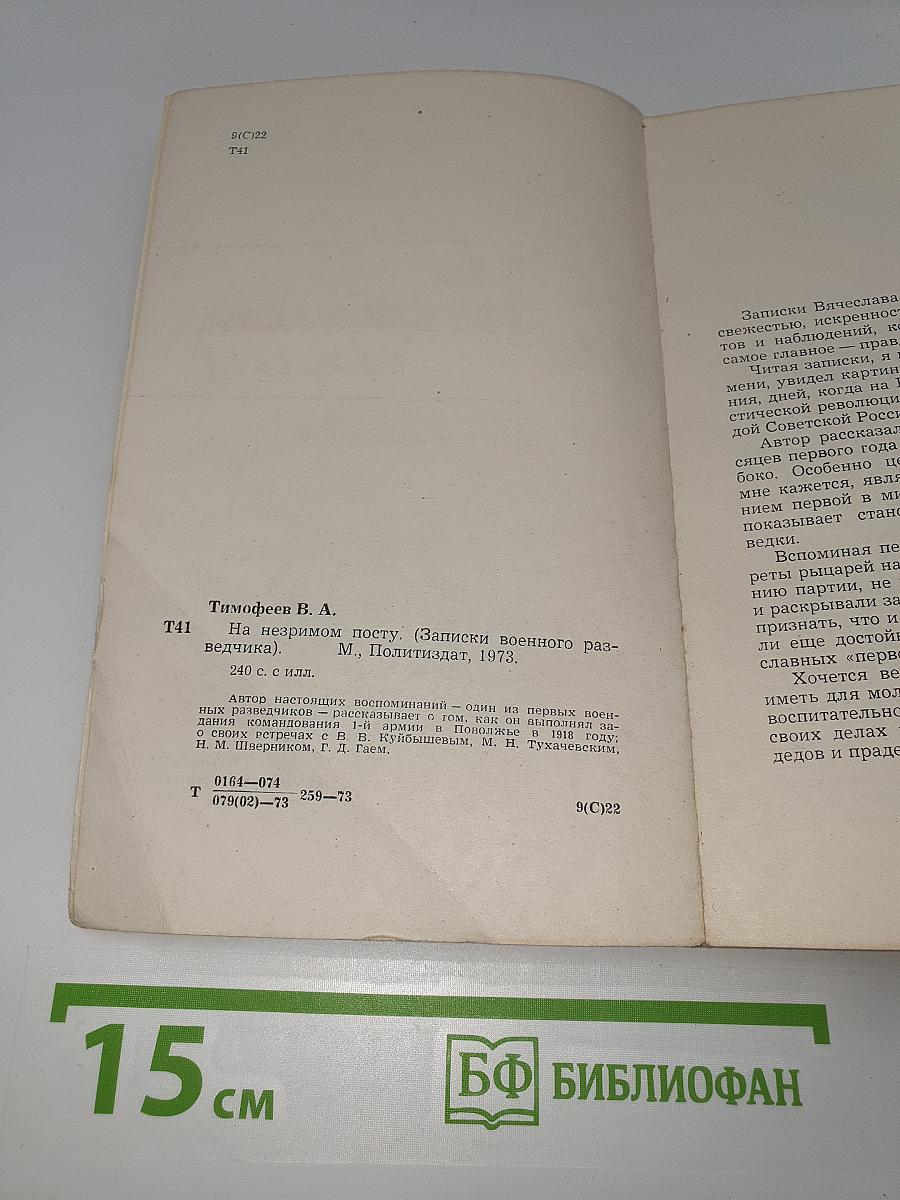 9(С)22
Т41
Тимофеев В. А.
Т41 На незримом посту. (Записки военного раз-
ведчика). М., Политиздат, 1973.
240 с. с илл.
Автор настоящих воспоминаний — один из первых воен-
ных разведчиков — рассказывает о том, как он выполнял за-
дания командования 1-й армии в Поволжье в 1918 году;
о своих встречах с В. В. Куйбышевым, М. Н. Тухачевским,
Н. М. Шверником, Г. Д. Гаем.
Т 0164—074
079(02)—73 259—73
9(С)22
Записки Вячеслава
свежестью, искренност
тов и наблюдений, ко
самое главное — правд
Читая записки, я
мени, увидел картин
ния, дней, когда на
стической революци
дой Советской Росси
Автор рассказал
сяцев первого года
боко. Особенно це
мне кажется, явля
нием первой в ми
показывает стано
ведки.
Вспоминая пе
реты рыцарей на
нию партии, не
и раскрывали за
признать, что и
ли еще достойн
славных «перво
Хочется ве
иметь для мол
воспитательно
своих делах
дедов и праде
15 см
БФ БИБЛИОФАН